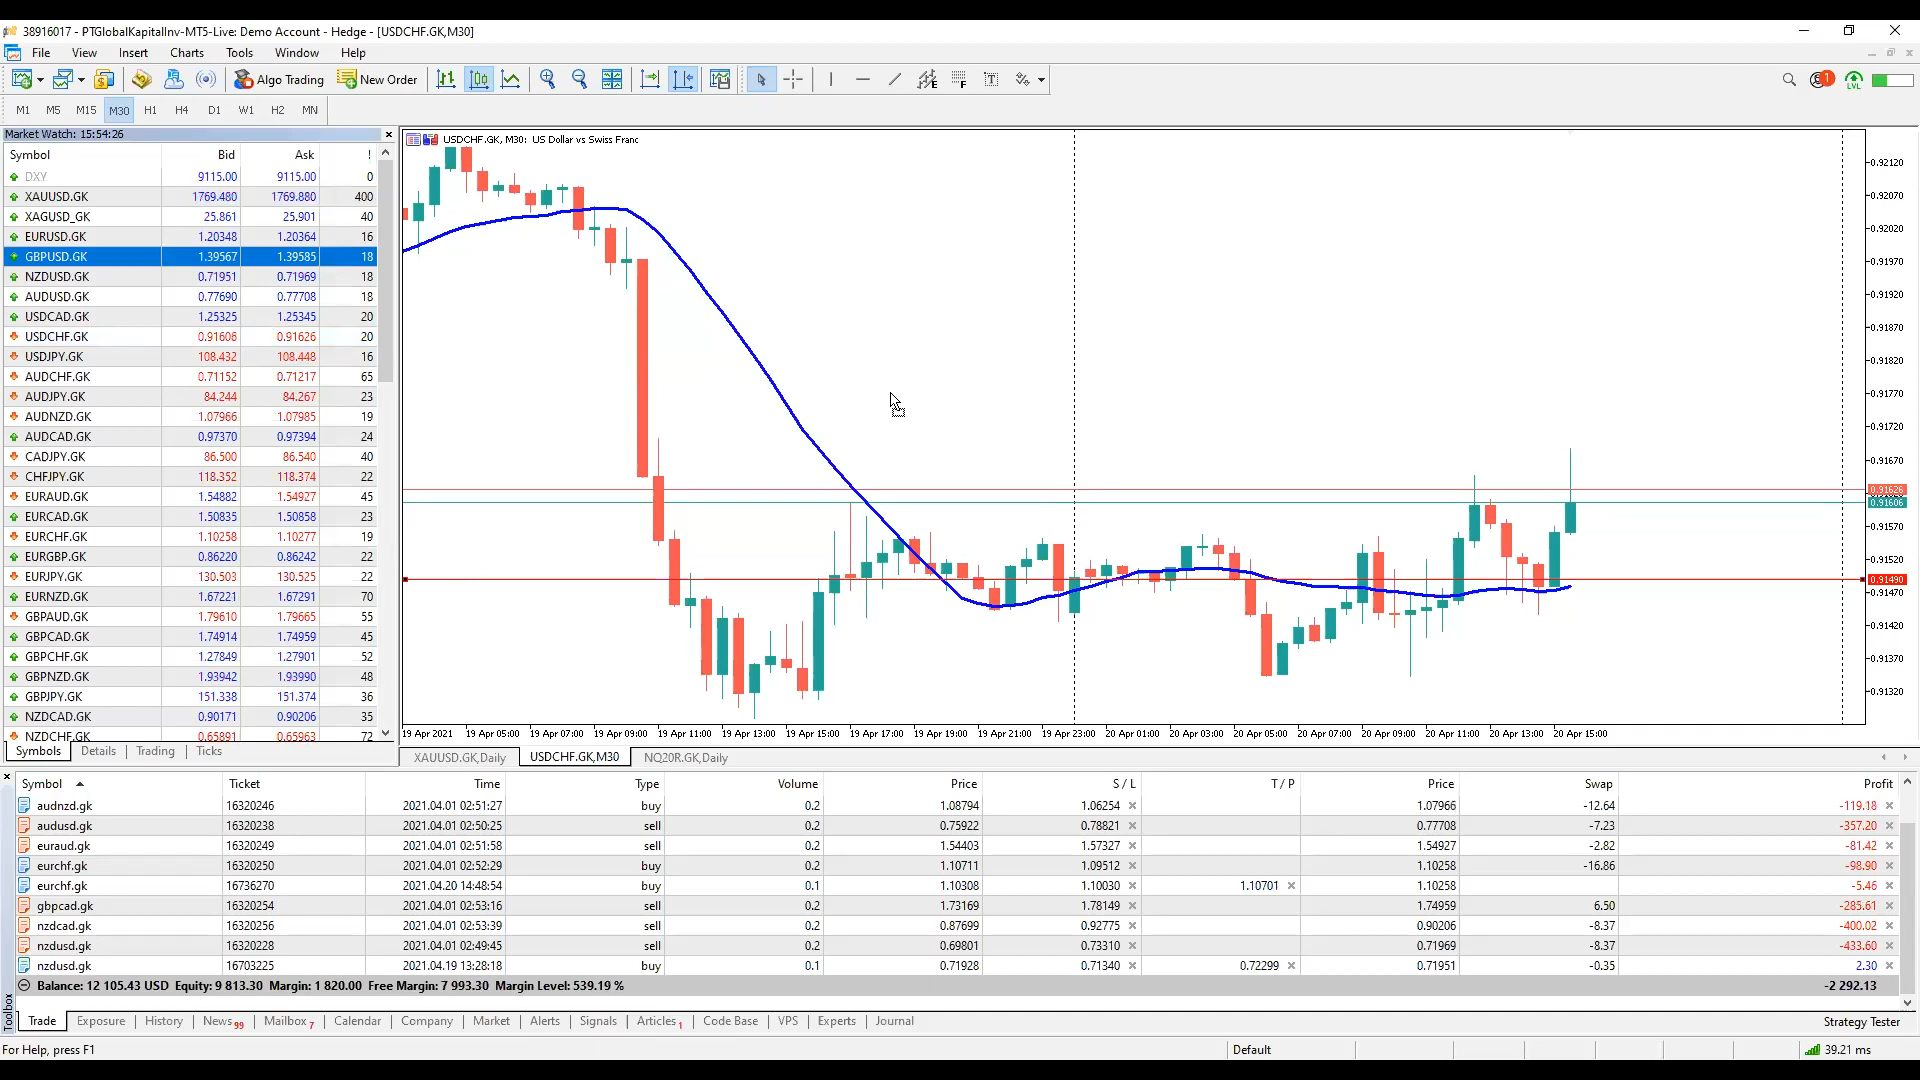 38916017 - PTGlobalKapitalInv-MT5-Live: Demo Account - Hedge - [USDCHF.GK,M30]
File View Insert Charts Tools Window Help
Algo Trading New Order E F T 1 LVL
M1 M5 M15 M30 H1 H4 D1 W1 H2 MN
Market Watch: 15:54:26
Symbol Bid Ask !
DXY 9115.00 9115.00 0
XAUUSD.GK 1769.480 1769.880 400
XAGUSD_GK 25.861 25.901 40
EURUSD.GK 1.20348 1.20364 16
GBPUSD.GK 1.39567 1.39585 18
NZDUSD.GK 0.71951 0.71969 18
AUDUSD.GK 0.77690 0.77708 18
USDCAD.GK 1.25325 1.25345 20
USDCHF.GK 0.91606 0.91626 20
USDJPY.GK 108.432 108.448 16
AUDCHF.GK 0.71152 0.71217 65
AUDJPY.GK 84.244 84.267 23
AUDNZD.GK 1.07966 1.07985 19
AUDCAD.GK 0.97370 0.97394 24
CADJPY.GK 86.500 86.540 40
CHFJPY.GK 118.352 118.374 22
EURAUD.GK 1.54882 1.54927 45
EURCAD.GK 1.50835 1.50858 23
EURCHF.GK 1.10258 1.10277 19
EURGBP.GK 0.86220 0.86242 22
EURJPY.GK 130.503 130.525 22
EURNZD.GK 1.67221 1.67291 70
GBPAUD.GK 1.79610 1.79665 55
GBPCAD.GK 1.74914 1.74959 45
GBPCHF.GK 1.27849 1.27901 52
GBPNZD.GK 1.93942 1.93990 48
GBPJPY.GK 151.338 151.374 36
NZDCAD.GK 0.90171 0.90206 35
NZDCHF.GK 0.65891 0.65963 72
Symbols Details Trading Ticks
USDCHF.GK, M30: US Dollar vs Swiss Franc
0.92120
0.92070
0.92020
0.91970
0.91920
0.91870
0.91820
0.91770
0.91720
0.91670
0.91626
0.91606
0.91570
0.91520
0.91490
0.91470
0.91420
0.91370
0.91320
19 Apr 2021 19 Apr 05:00 19 Apr 07:00 19 Apr 09:00 19 Apr 11:00 19 Apr 13:00 19 Apr 15:00 19 Apr 17:00 19 Apr 19:00 19 Apr 21:00 19 Apr 23:00 20 Apr 01:00 20 Apr 03:00 20 Apr 05:00 20 Apr 07:00 20 Apr 09:00 20 Apr 11:00 20 Apr 13:00 20 Apr 15:00
XAUUSD.GK,Daily USDCHF.GK,M30 NQ20R.GK,Daily
Symbol Ticket Time Type Volume Price S / L T / P Price Swap Profit
audnzd.gk 16320246 2021.04.01 02:51:27 buy 0.2 1.08794 1.06254 1.07966 -12.64 -119.18
audusd.gk 16320238 2021.04.01 02:50:25 sell 0.2 0.75922 0.78821 0.77708 -7.23 -357.20
euraud.gk 16320249 2021.04.01 02:51:58 sell 0.2 1.54403 1.57327 1.54927 -2.82 -81.42
eurchf.gk 16320250 2021.04.01 02:52:29 buy 0.2 1.10711 1.09512 1.10258 -16.86 -98.90
eurchf.gk 16736270 2021.04.20 14:48:54 buy 0.1 1.10308 1.10030 1.10701 1.10258 -5.46
gbpcad.gk 16320254 2021.04.01 02:53:16 sell 0.2 1.73169 1.78149 1.74959 6.50 -285.61
nzdcad.gk 16320256 2021.04.01 02:53:39 sell 0.2 0.87699 0.92775 0.90206 -8.37 -400.02
nzdusd.gk 16320228 2021.04.01 02:49:45 sell 0.2 0.69801 0.73310 0.71969 -8.37 -433.60
nzdusd.gk 16703225 2021.04.19 13:28:18 buy 0.1 0.71928 0.71340 0.72299 0.71951 -0.35 2.30
Balance: 12 105.43 USD Equity: 9 813.30 Margin: 1 820.00 Free Margin: 7 993.30 Margin Level: 539.19 % -2 292.13
Toolbox
Trade Exposure History News 99 Mailbox 7 Calendar Company Market Alerts Signals Articles 1 Code Base VPS Experts Journal Strategy Tester
For Help, press F1 Default 39.21 ms